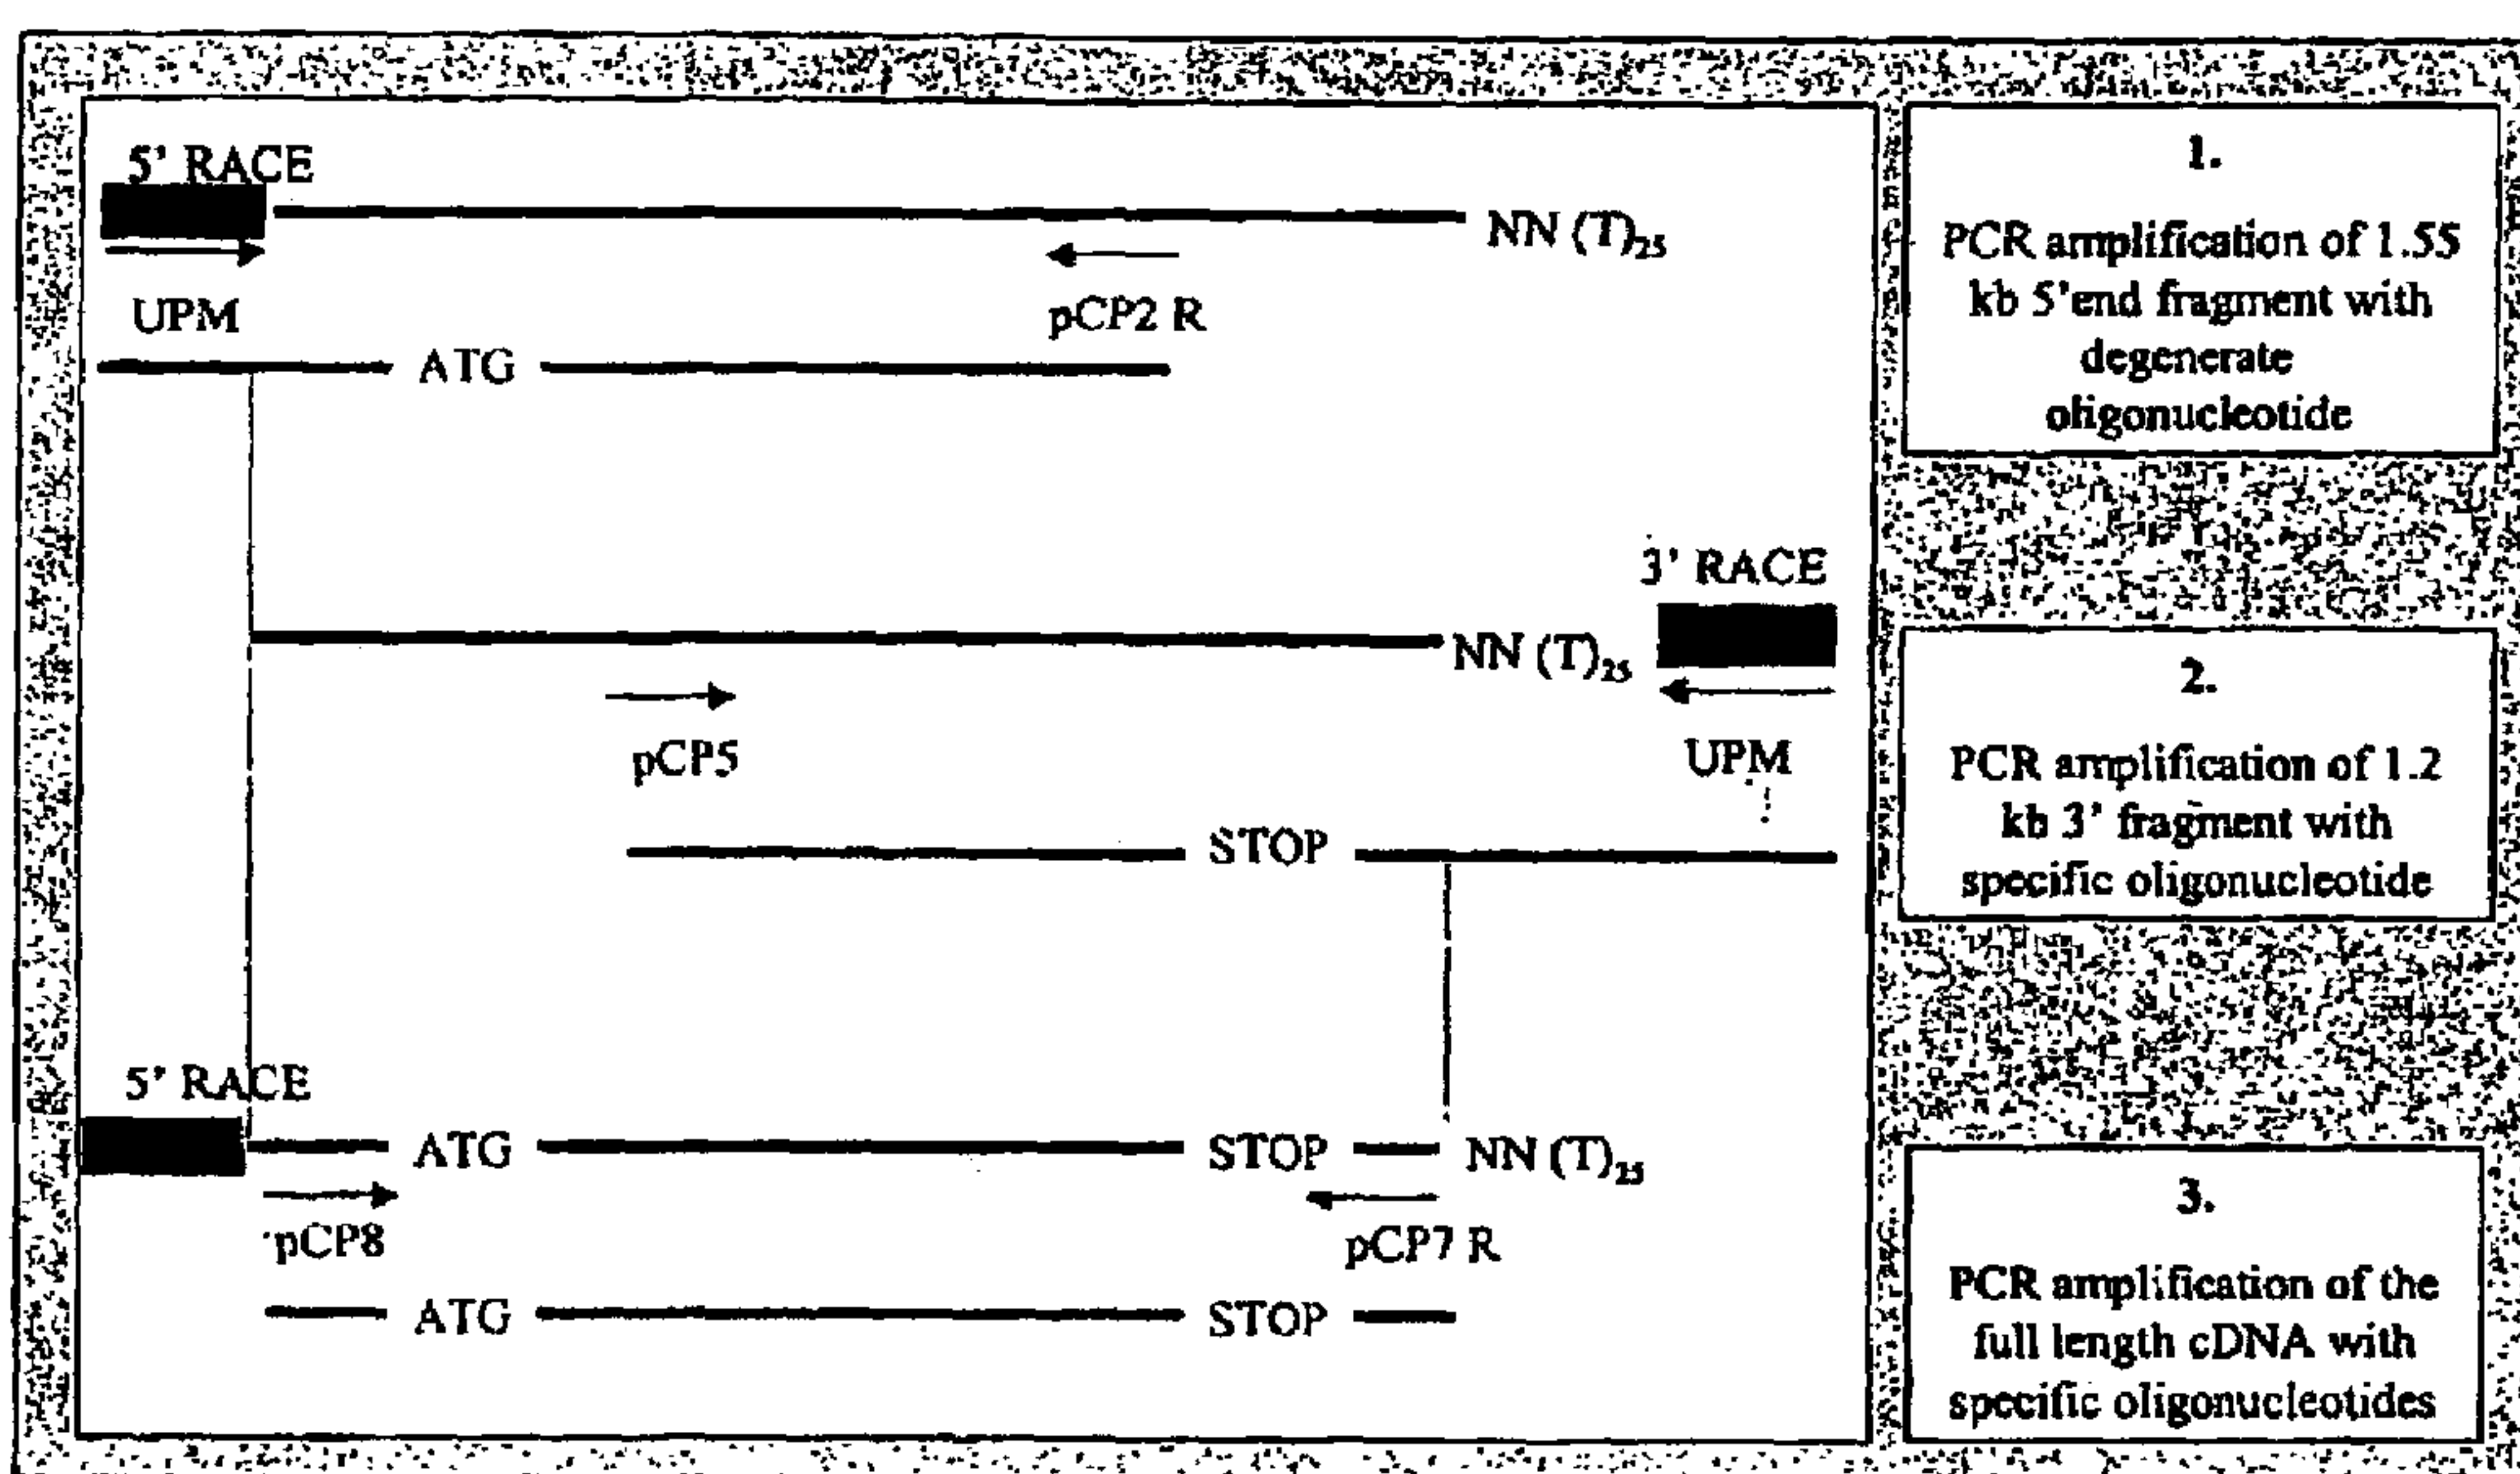 5' RACE
NN (T)25
UPM
pCP2 R
ATG
3' RACE
NN (T)25
pCP5
UPM
STOP
5' RACE
ATG
STOP
NN (T)25
pCP8
pCP7 R
ATG
STOP
1.
PCR amplification of 1.55
kb 5'end fragment with
degenerate
oligonucleotide
2.
PCR amplification of 1.2
kb 3' fragment with
specific oligonucleotide
3.
PCR amplification of the
full length cDNA with
specific oligonucleotides